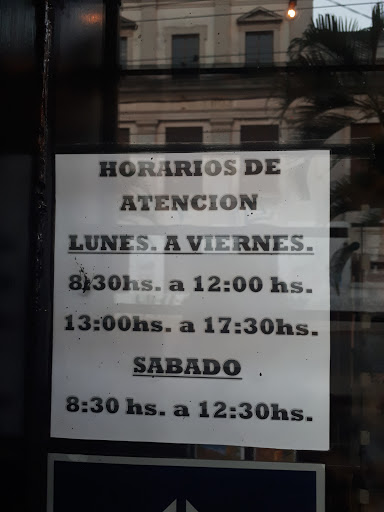 HORARIOS DE
ATENCION
LUNES. A VIERNES.
8:30hs. a 12:00 hs.
13:00hs. a 17:30hs.
SABADO
8:30 hs. a 12:30hs.